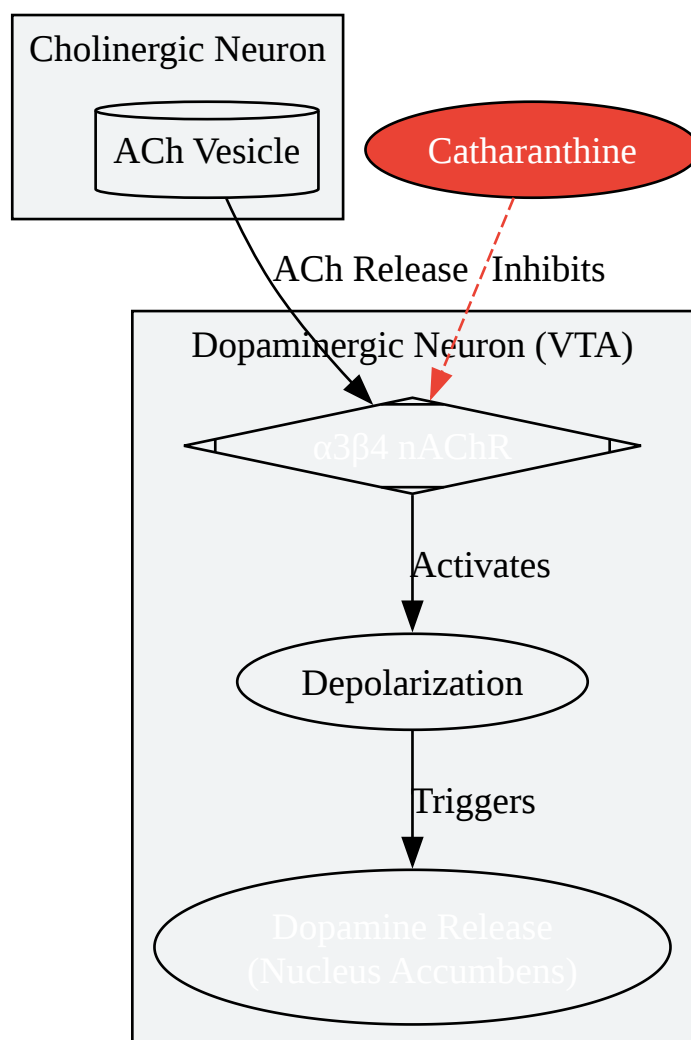 Cholinergic Neuron
ACh Vesicle
Catharanthine
ACh Release
Inhibits
Dopaminergic Neuron (VTA)
α3β4 nAChR
Activates
Depolarization
Triggers
Dopamine Release
(Nucleus Accumbens)